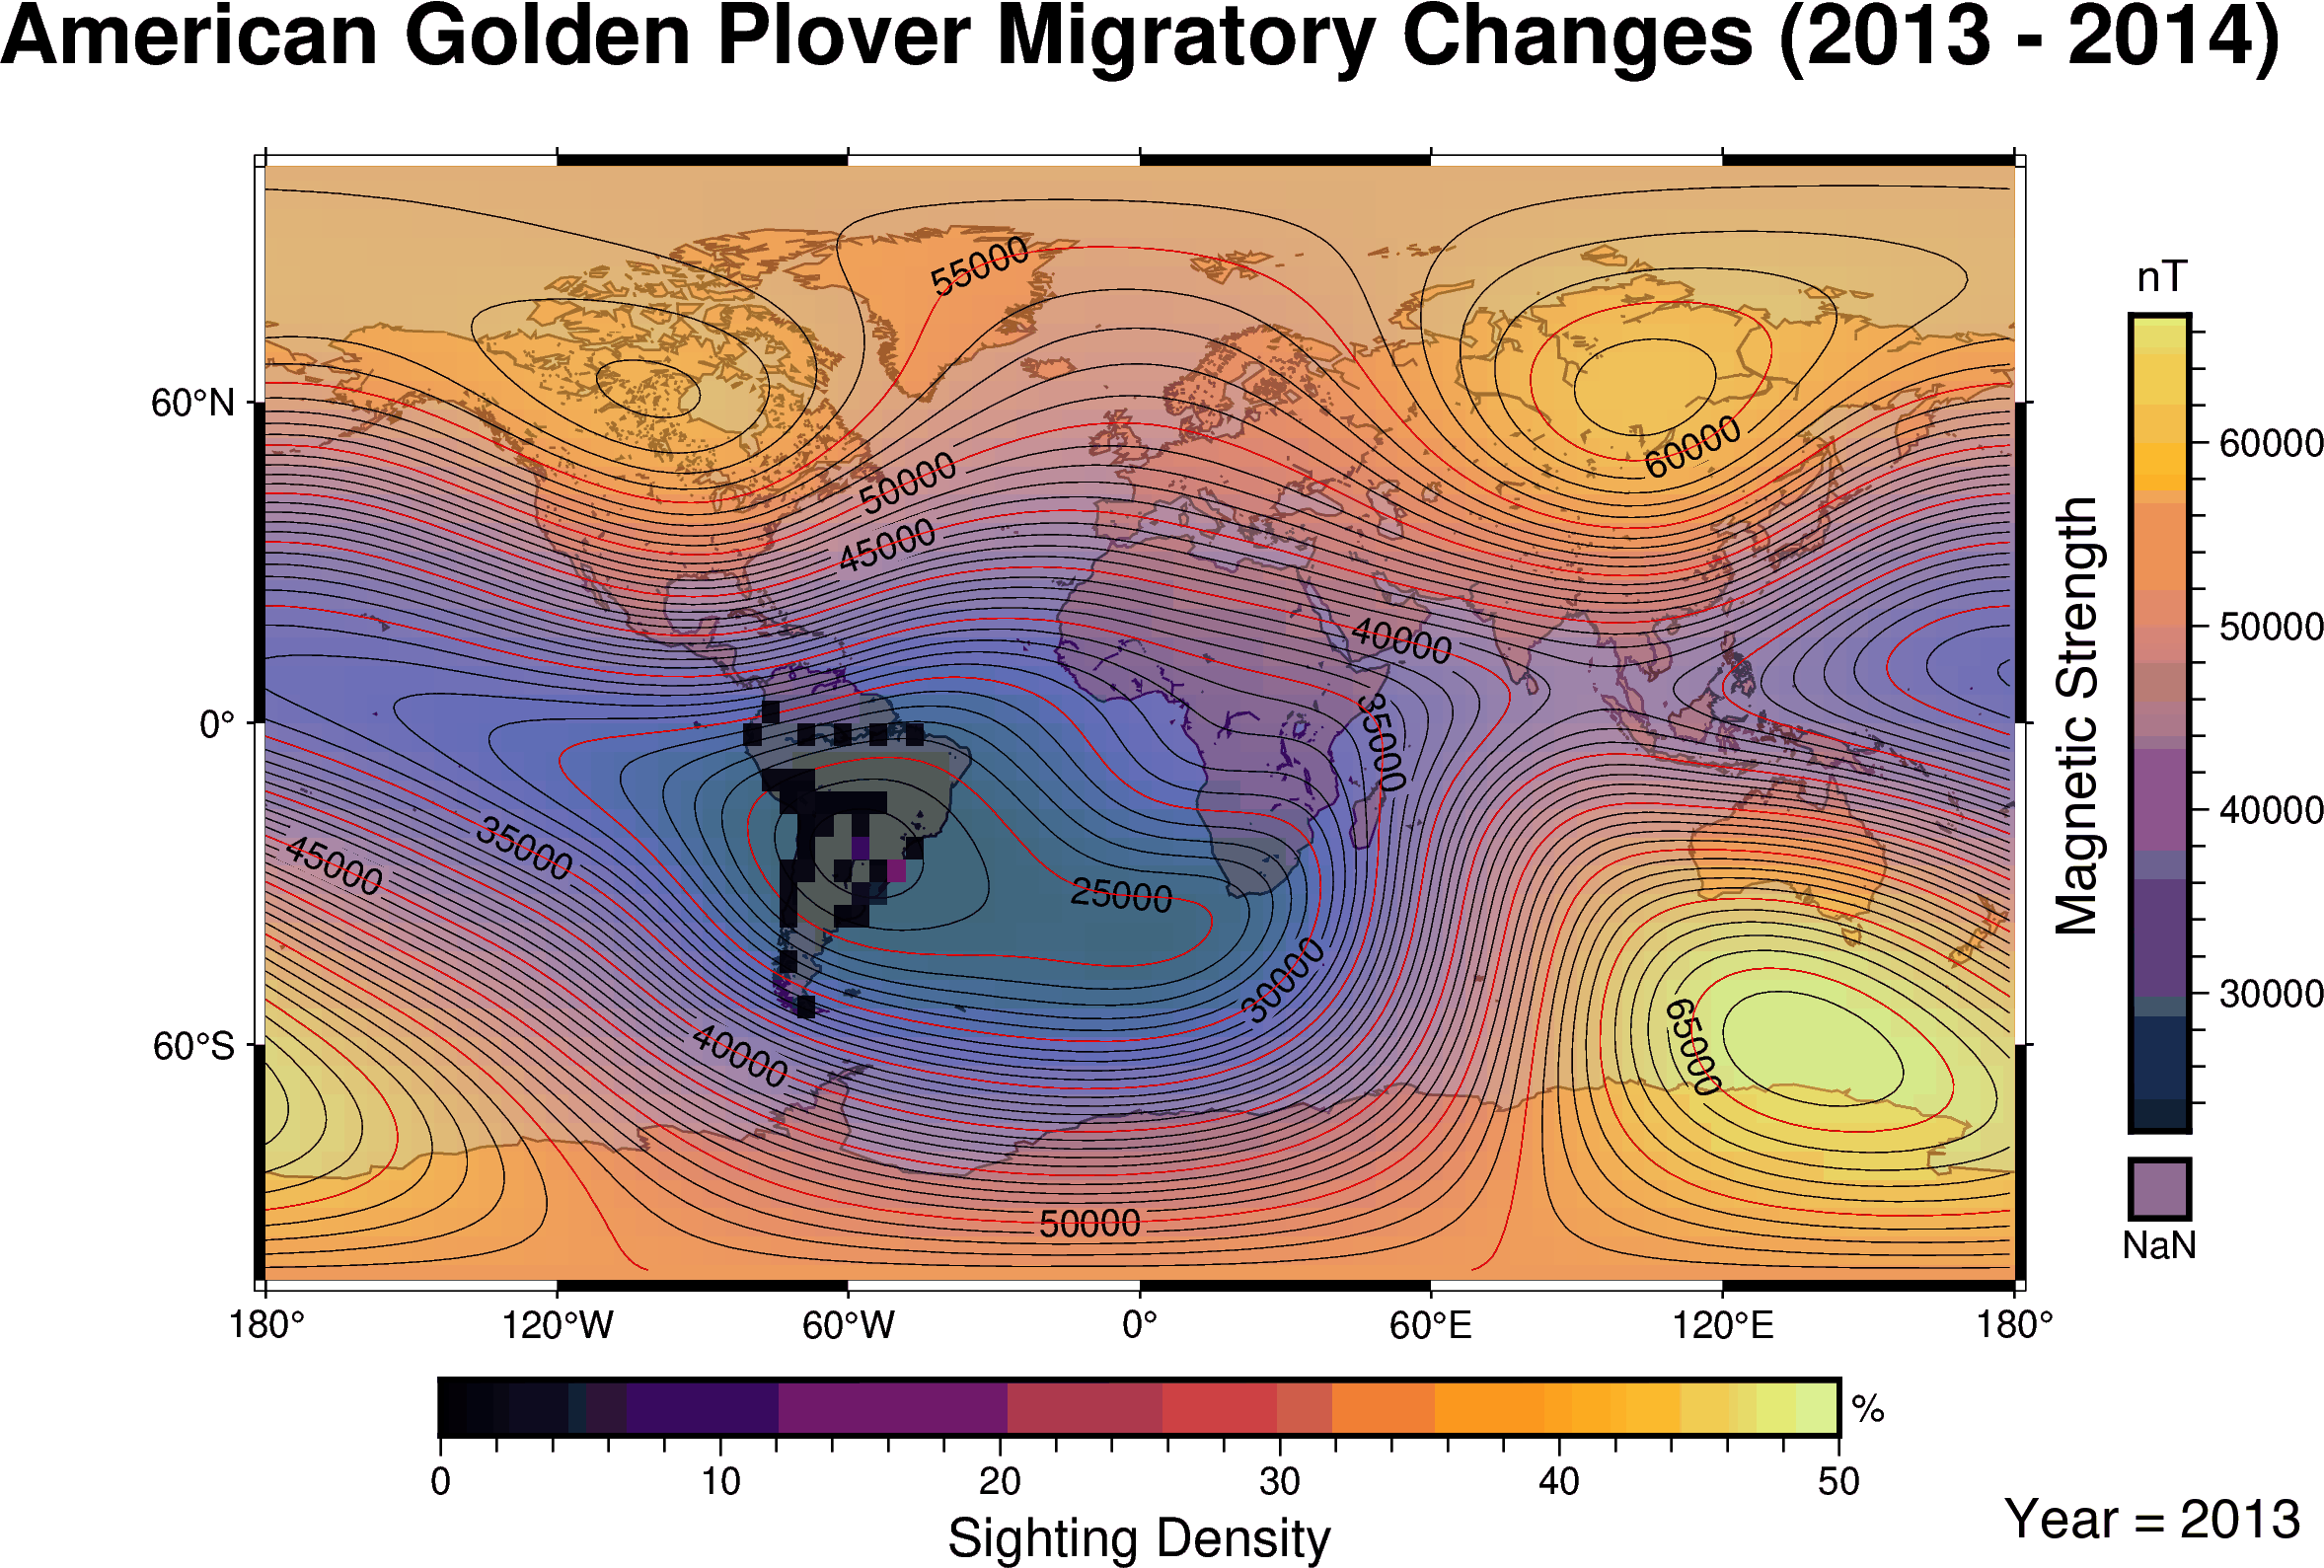 American Golden Plover Migratory Changes (2013 - 2014)
nT
55000
60°N
60000
60000
50000
45000
50000
40000
Magnetic Strength
0°
35000
40000
35000
45000
25000
30000
30000
65000
60°S
40000
50000
NaN
180° 120°W 60°W 0° 60°E 120°E 180°
%
0 10 20 30 40 50
Sighting Density
Year = 2013